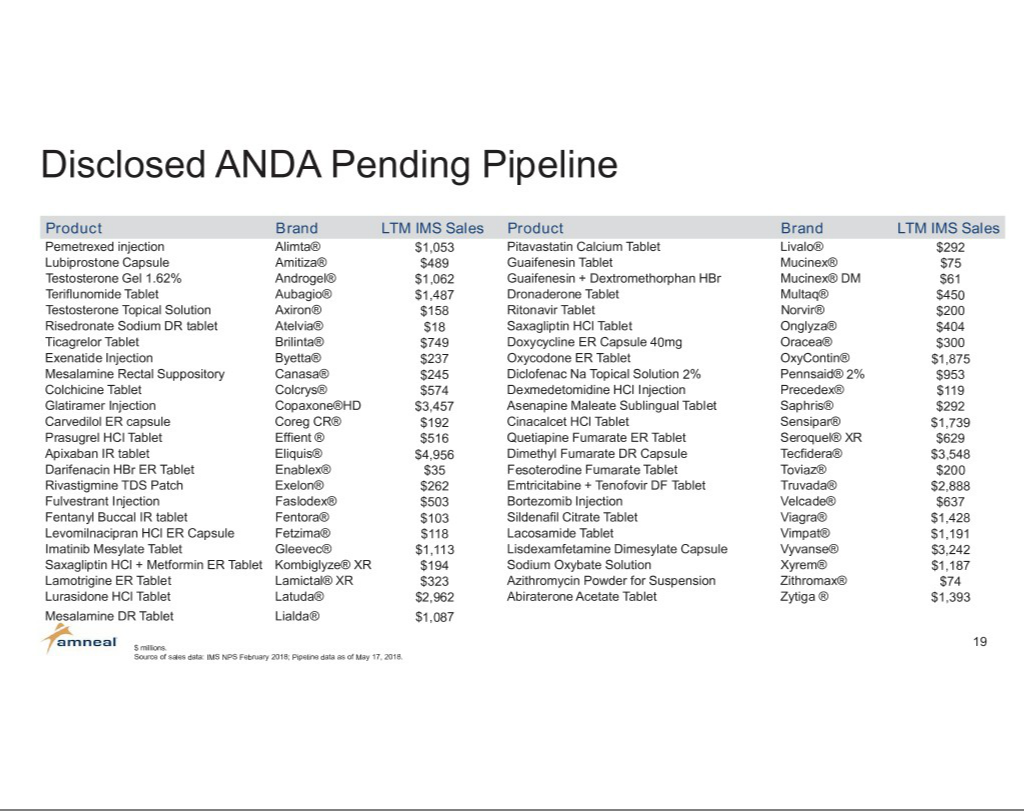 Disclosed ANDA Pending Pipeline
Product Brand LTM IMS Sales Product Brand LTM IMS Sales
Pemetrexed injection Alimta® $1,053 Pitavastatin Calcium Tablet Livalo® $292
Lubiprostone Capsule Amitiza® $489 Guaifenesin Tablet Mucinex® $75
Testosterone Gel 1.62% Androgel® $1,062 Guaifenesin + Dextromethorphan HBr Mucinex® DM $61
Teriflunomide Tablet Aubagio® $1,487 Dronaderone Tablet Multaq® $450
Testosterone Topical Solution Axiron® $158 Ritonavir Tablet Norvir® $200
Risedronate Sodium DR tablet Atelvia® $18 Saxagliptin HCl Tablet Onglyza® $404
Ticagrelor Tablet Brilinta® $749 Doxycycline ER Capsule 40mg Oracea® $300
Exenatide Injection Byetta® $237 Oxycodone ER Tablet OxyContin® $1,875
Mesalamine Rectal Suppository Canasa® $245 Diclofenac Na Topical Solution 2% Pennsaid® 2% $953
Colchicine Tablet Colcrys® $574 Dexmedetomidine HCl Injection Precedex® $119
Glatiramer Injection Copaxone®HD $3,457 Asenapine Maleate Sublingual Tablet Saphris® $292
Carvedilol ER capsule Coreg CR® $192 Cinacalcet HCl Tablet Sensipar® $1,739
Prasugrel HCl Tablet Effient ® $516 Quetiapine Fumarate ER Tablet Seroquel® XR $629
Apixaban IR tablet Eliquis® $4,956 Dimethyl Fumarate DR Capsule Tecfidera® $3,548
Darifenacin HBr ER Tablet Enablex® $35 Fesoterodine Fumarate Tablet Toviaz® $200
Rivastigmine TDS Patch Exelon® $262 Emtricitabine + Tenofovir DF Tablet Truvada® $2,888
Fulvestrant Injection Faslodex® $503 Bortezomib Injection Velcade® $637
Fentanyl Buccal IR tablet Fentora® $103 Sildenafil Citrate Tablet Viagra® $1,428
Levomilnacipran HCl ER Capsule Fetzima® $118 Lacosamide Tablet Vimpat® $1,191
Imatinib Mesylate Tablet Gleevec® $1,113 Lisdexamfetamine Dimesylate Capsule Vyvanse® $3,242
Saxagliptin HCl + Metformin ER Tablet Kombiglyze® XR $194 Sodium Oxybate Solution Xyrem® $1,187
Lamotrigine ER Tablet Lamictal® XR $323 Azithromycin Powder for Suspension Zithromax® $74
Lurasidone HCl Tablet Latuda® $2,962 Abiraterone Acetate Tablet Zytiga ® $1,393
Mesalamine DR Tablet Lialda® $1,087
amneal
$ millions.
Source of sales data: IMS NPS February 2018; Pipeline data as of May 17, 2018.
19